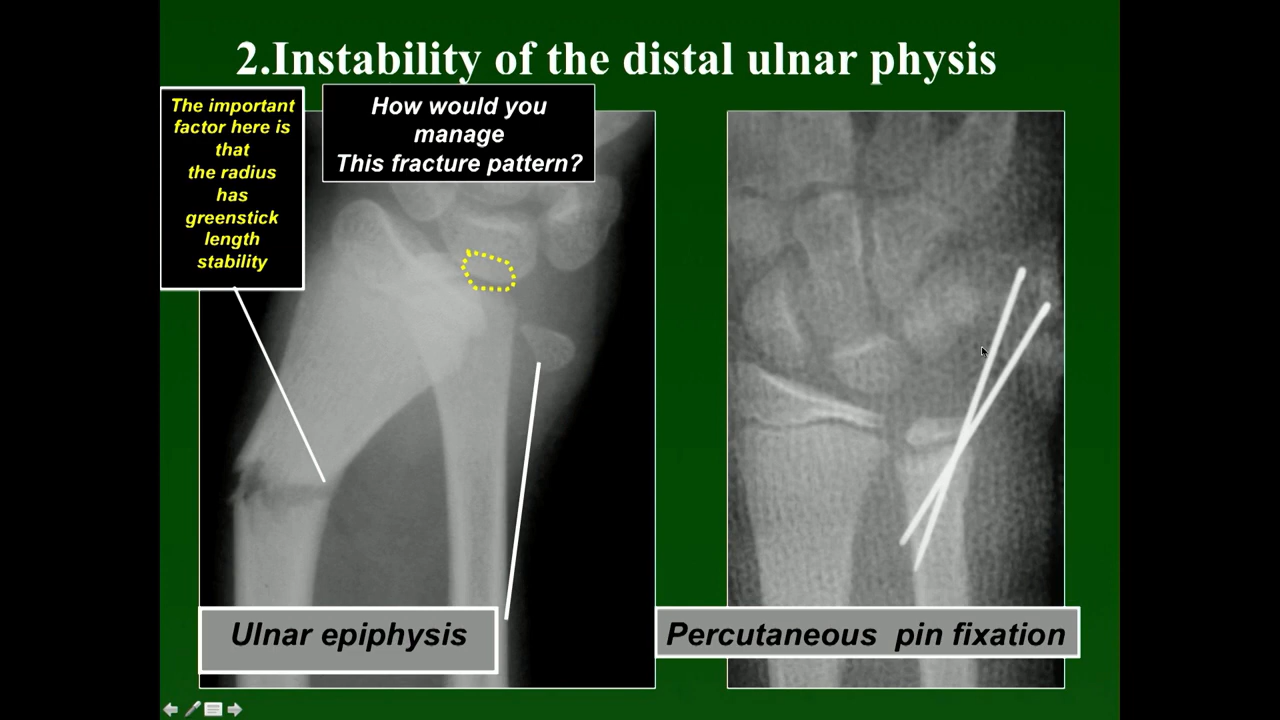 2.Instability of the distal ulnar physis
The important
factor here is
that
the radius
has
greenstick
length
stability
How would you
manage
This fracture pattern?
Ulnar epiphysis
Percutaneous pin fixation